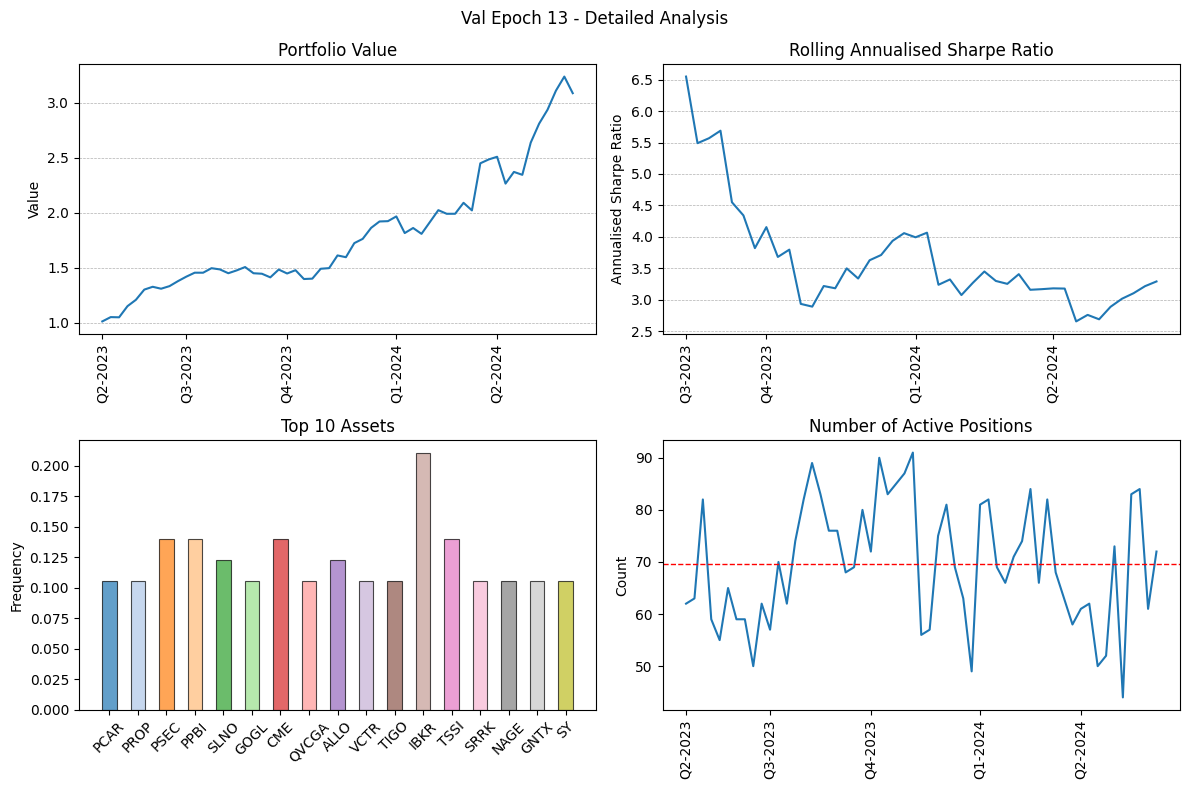 Val Epoch 13 - Detailed Analysis
Portfolio Value
Value
3.0
2.5
2.0
1.5
1.0
Q2-2023
Q3-2023
Q4-2023
Q1-2024
Q2-2024
Rolling Annualised Sharpe Ratio
Annualised Sharpe Ratio
6.5
6.0
5.5
5.0
4.5
4.0
3.5
3.0
2.5
Q3-2023
Q4-2023
Q1-2024
Q2-2024
Top 10 Assets
Frequency
0.200
0.175
0.150
0.125
0.100
0.075
0.050
0.025
0.000
PCAR
PROP
PSEC
PPBI
SLNO
GOGL
CME
QVCGA
ALLO
VCTR
TIGO
IBKR
TSSI
SRRK
NAGE
GNTX
SY
Number of Active Positions
Count
90
80
70
60
50
Q2-2023
Q3-2023
Q4-2023
Q1-2024
Q2-2024